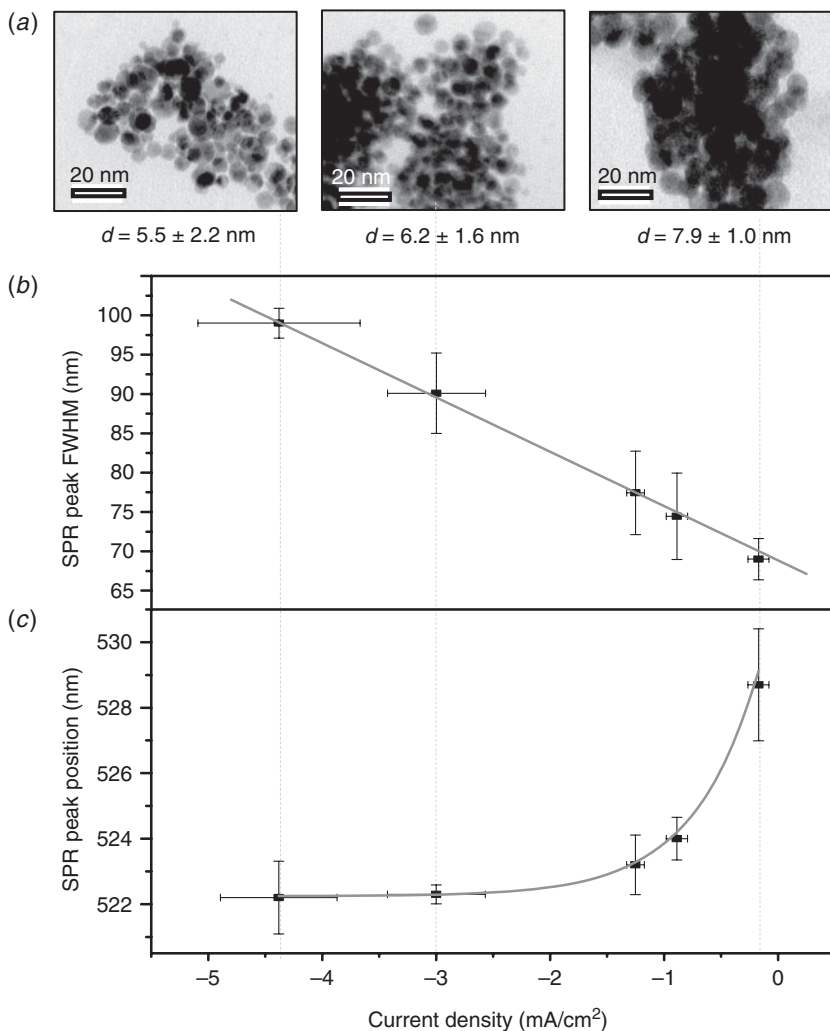 (a)
20 nm
20 nm
20 nm
d = 5.5 ± 2.2 nm
d = 6.2 ± 1.6 nm
d = 7.9 ± 1.0 nm
(b)
100
95
90
85
80
75
70
65
SPR peak FWHM (nm)
(c)
530
528
526
524
522
SPR peak position (nm)
–5 –4 –3 –2 –1 0
Current density (mA/cm²)